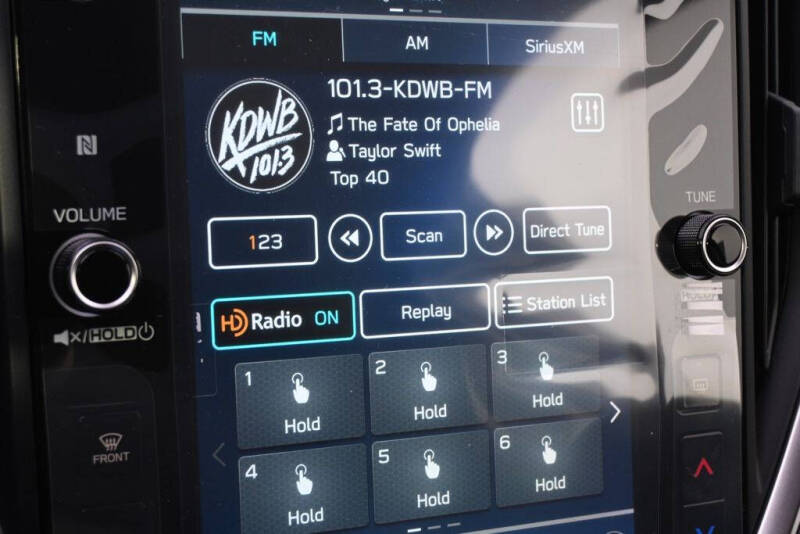 FM
AM
SiriusXM
KDWB
101.3
101.3-KDWB-FM
The Fate Of Ophelia
Taylor Swift
Top 40
VOLUME
TUNE
123
Scan
Direct Tune
HD Radio ON
Replay
Station List
×/HOLD
1
Hold
2
Hold
3
Hold
4
Hold
5
Hold
6
Hold
FRONT